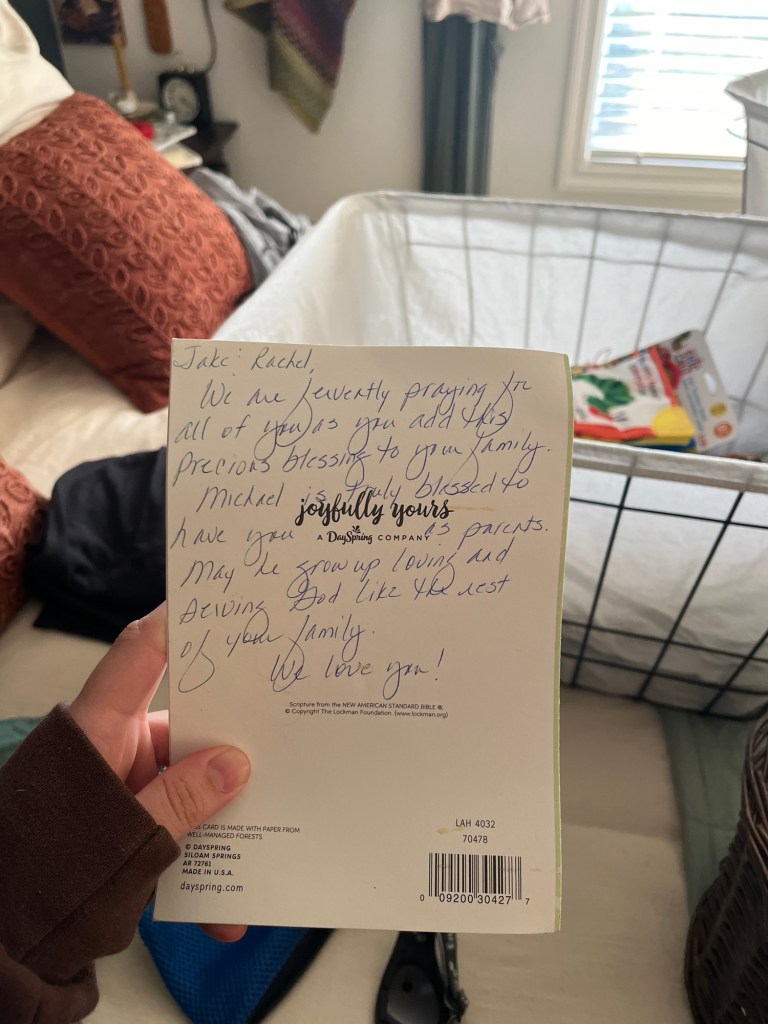 Jake & Rachel,
We are fervently praying for
all of you as you add this
precious blessing to your family.
Michael is truly blessed to
joyfully yours
have you as parents.
A DaySpring COMPANY
May he grow up loving and
serving God like the rest
of your family.
We love you!
Scripture from the NEW AMERICAN STANDARD BIBLE ®,
© Copyright The Lockman Foundation. (www.lockman.org)
CARD IS MADE WITH PAPER FROM
WELL-MANAGED FORESTS
© DAYSPRING
SILOAM SPRINGS
AR 72761
MADE IN U.S.A.
dayspring.com
LAH 4032
70478
0 09200 30427 7